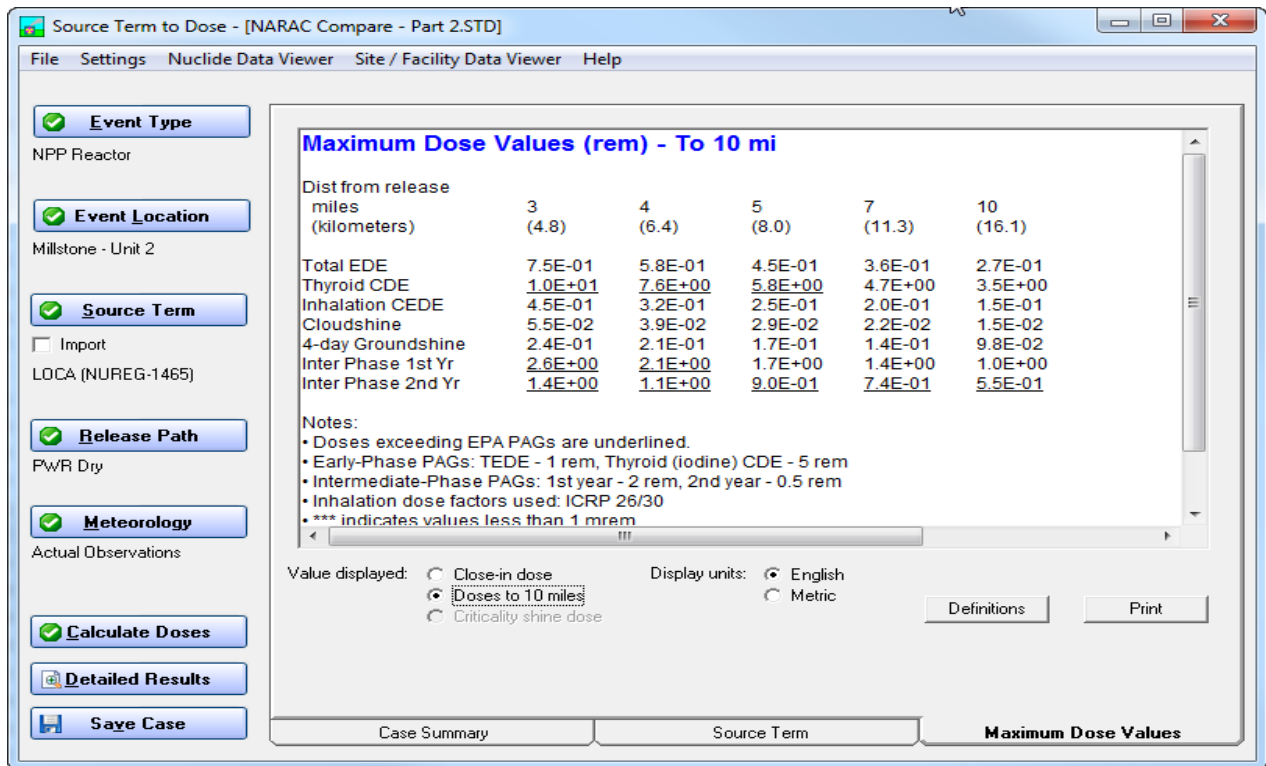 Source Term to Dose - [NARAC Compare - Part 2.STD]
File Settings Nuclide Data Viewer Site / Facility Data Viewer Help
Event Type
NPP Reactor
Event Location
Millstone - Unit 2
Source Term
Import
LOCA (NUREG-1465)
Release Path
PWR Dry
Meteorology
Actual Observations
Calculate Doses
Detailed Results
Save Case
Maximum Dose Values (rem) - To 10 mi
Dist from release
miles 3 4 5 7 10
(kilometers) (4.8) (6.4) (8.0) (11.3) (16.1)
Total EDE 7.5E-01 5.8E-01 4.5E-01 3.6E-01 2.7E-01
Thyroid CDE 1.0E+01 7.6E+00 5.8E+00 4.7E+00 3.5E+00
Inhalation CEDE 4.5E-01 3.2E-01 2.5E-01 2.0E-01 1.5E-01
Cloudshine 5.5E-02 3.9E-02 2.9E-02 2.2E-02 1.5E-02
4-day Groundshine 2.4E-01 2.1E-01 1.7E-01 1.4E-01 9.8E-02
Inter Phase 1st Yr 2.6E+00 2.1E+00 1.7E+00 1.4E+00 1.0E+00
Inter Phase 2nd Yr 1.4E+00 1.1E+00 9.0E-01 7.4E-01 5.5E-01
Notes:
• Doses exceeding EPA PAGs are underlined.
• Early-Phase PAGs: TEDE - 1 rem, Thyroid (iodine) CDE - 5 rem
• Intermediate-Phase PAGs: 1st year - 2 rem, 2nd year - 0.5 rem
• Inhalation dose factors used: ICRP 26/30
• *** indicates values less than 1 mrem
Value displayed: Close-in dose Display units: English
Doses to 10 miles Metric
Criticality shine dose
Definitions Print
Case Summary Source Term Maximum Dose Values